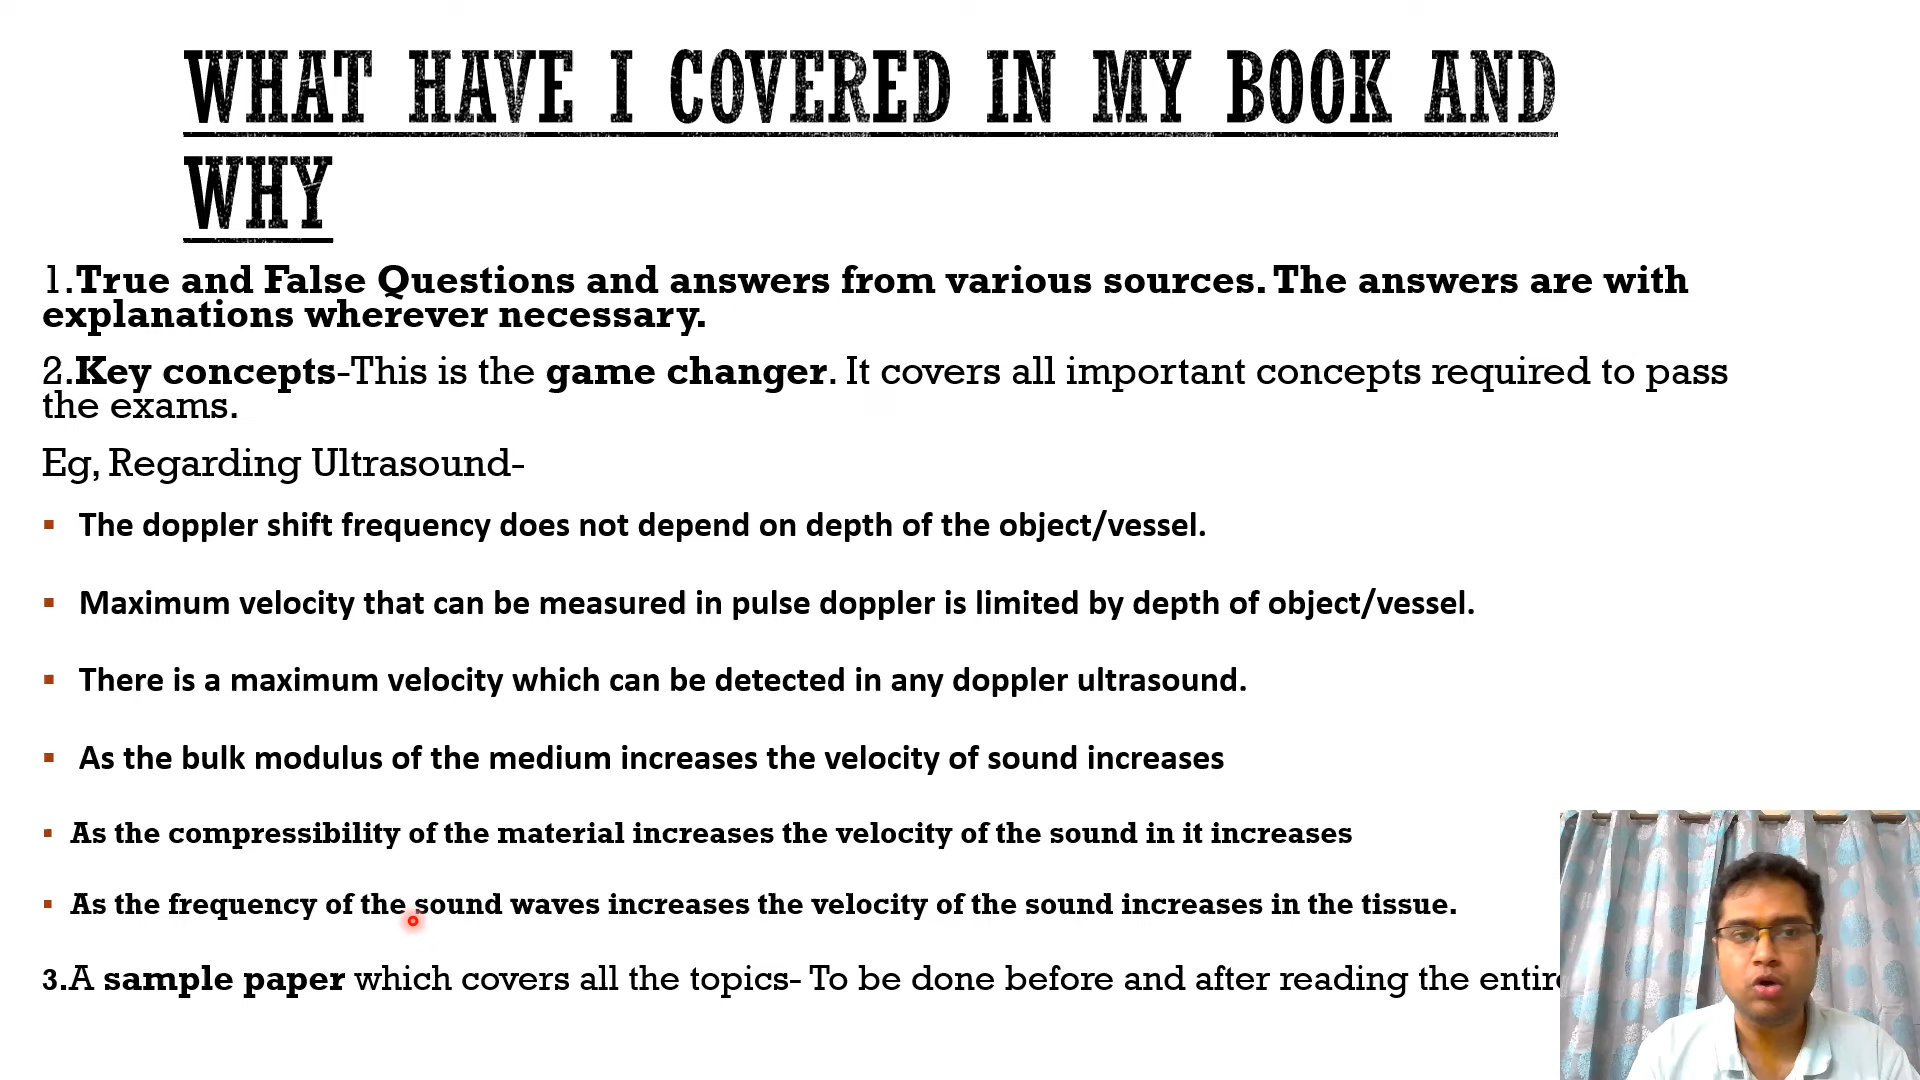 WHAT HAVE I COVERED IN MY BOOK AND
WHY
1.True and False Questions and answers from various sources. The answers are with
explanations wherever necessary.
2.Key concepts-This is the game changer. It covers all important concepts required to pass
the exams.
Eg, Regarding Ultrasound-
▪ The doppler shift frequency does not depend on depth of the object/vessel.
▪ Maximum velocity that can be measured in pulse doppler is limited by depth of object/vessel.
▪ There is a maximum velocity which can be detected in any doppler ultrasound.
▪ As the bulk modulus of the medium increases the velocity of sound increases
▪ As the compressibility of the material increases the velocity of the sound in it increases
▪ As the frequency of the sound waves increases the velocity of the sound increases in the tissue.
3.A sample paper which covers all the topics- To be done before and after reading the